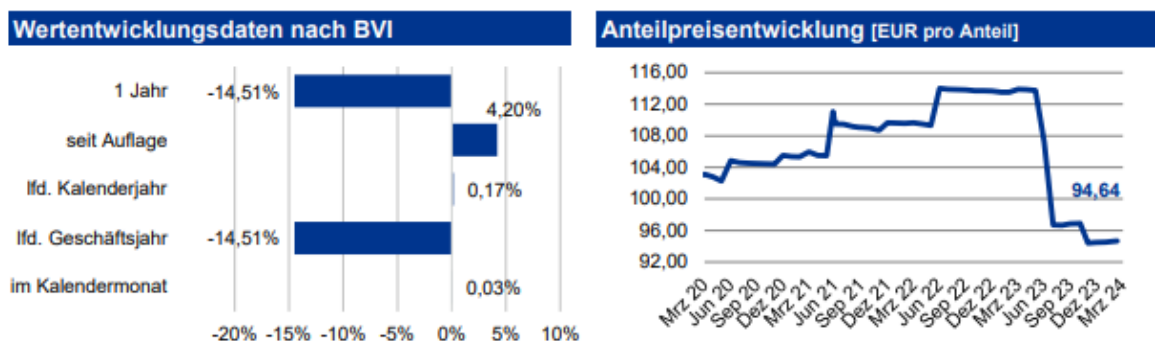 Wertentwicklungsdaten nach BVI
1 Jahr
-14,51%
seit Auflage
4,20%
lfd. Kalenderjahr
0,17%
lfd. Geschäftsjahr
-14,51%
im Kalendermonat
0,03%
-20% -15% -10% -5% 0% 5% 10%
Anteilpreisentwicklung [EUR pro Anteil]
116,00
112,00
108,00
104,00
100,00
96,00
92,00
94,64
Mrz 20
Jun 20
Sep 20
Dez 20
Mrz 21
Jun 21
Sep 21
Dez 21
Mrz 22
Jun 22
Sep 22
Dez 22
Mrz 23
Jun 23
Sep 23
Dez 23
Mrz 24